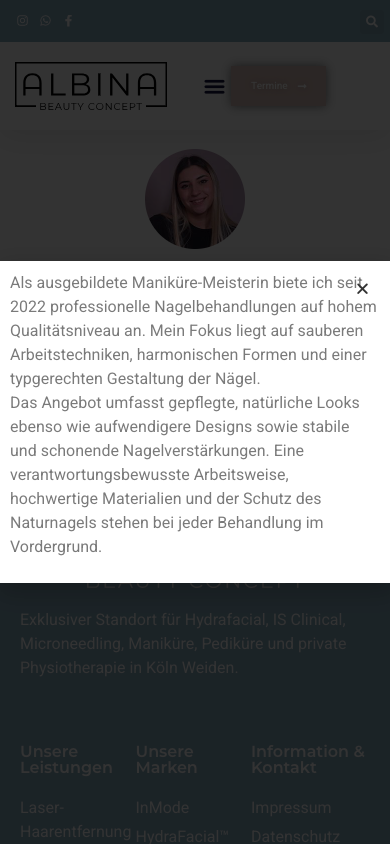 ALBINA
BEAUTY CONCEPT
Termine →
Als ausgebildete Maniküre-Meisterin biete ich seit
2022 professionelle Nagelbehandlungen auf hohem
Qualitätsniveau an. Mein Fokus liegt auf sauberen
Arbeitstechniken, harmonischen Formen und einer
typgerechten Gestaltung der Nägel.
Das Angebot umfasst gepflegte, natürliche Looks
ebenso wie aufwendigere Designs sowie stabile
und schonende Nagelverstärkungen. Eine
verantwortungsbewusste Arbeitsweise,
hochwertige Materialien und der Schutz des
Naturnagels stehen bei jeder Behandlung im
Vordergrund.
BEAUTY CONCEPT
Exklusiver Standort für Hydrafacial, IS Clinical,
Microneedling, Maniküre, Pediküre und private
Physiotherapie in Köln Weiden.
Unsere Leistungen
Unsere Marken
Information & Kontakt
Laser-Haarentfernung
InMode
HydraFacial™
Impressum
Datenschutz